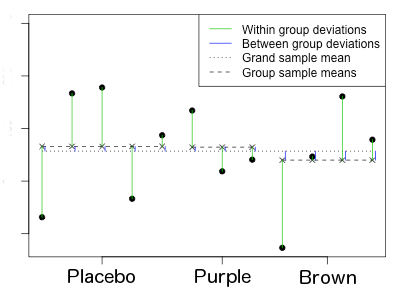 Within group deviations
Between group deviations
Grand sample mean
Group sample means
Placebo Purple Brown